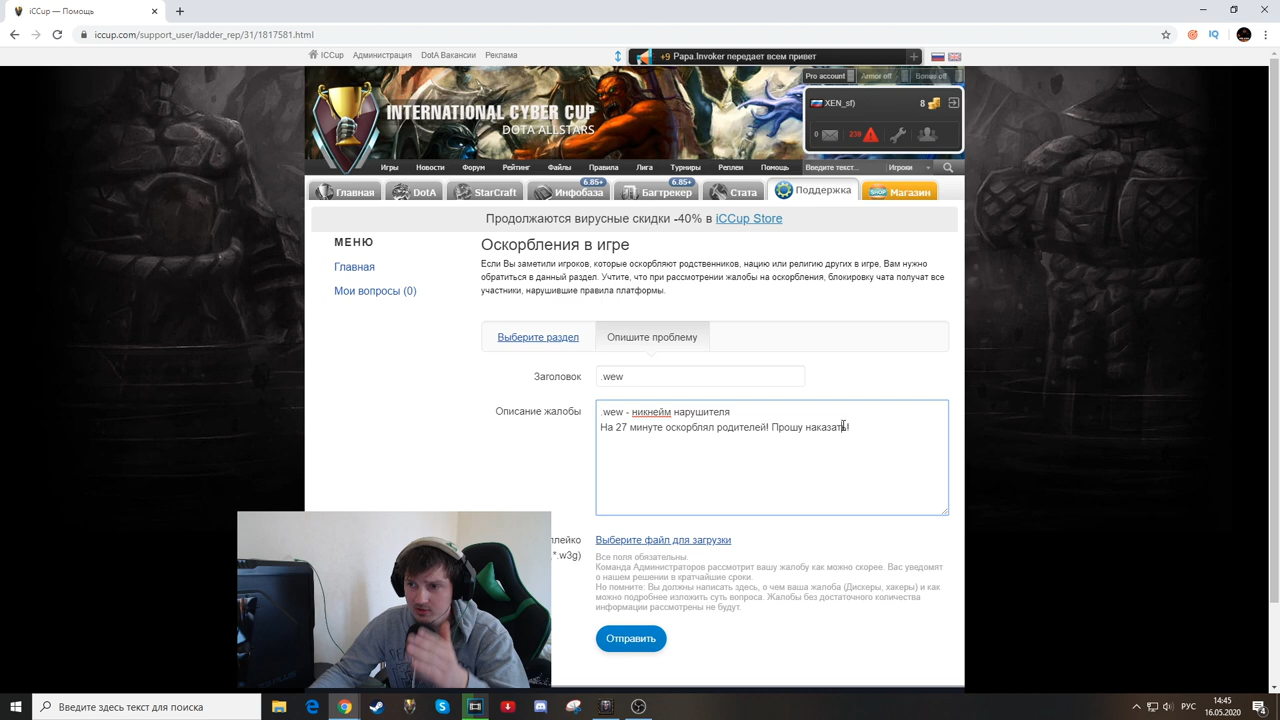 Помощь
iccup.com/support_user/ladder_rep/31/1817581.html
ICCup Администрация DotA Вакансии Реклама
+9 Papa.Invoker передает всем привет
Pro account Armor off Bonus off
XEN_sf) 8
0 239
INTERNATIONAL CYBER CUP
DOTA ALLSTARS
Игры Новости Форум Рейтинг Файлы Правила Лига Турниры Реплеи Помощь Введите текст... Игроки
6.85+ 6.85+
Главная DotA StarCraft Инфобаза Багтрекер Стата Поддержка SHOP Магазин
Продолжаются вирусные скидки -40% в iCCup Store
МЕНЮ
Главная
Мои вопросы (0)
Оскорбления в игре
Если Вы заметили игроков, которые оскорбляют родственников, нацию или религию других в игре, Вам нужно
обратиться в данный раздел. Учтите, что при рассмотрении жалобы на оскорбления, блокировку чата получат все
участники, нарушившие правила платформы.
Выберите раздел Опишите проблему
Заголовок .wew
Описание жалобы .wew - никнейм нарушителя
На 27 минуте оскорблял родителей! Прошу наказать!
плейко Выберите файл для загрузки
.*.w3g)
Все поля обязательны.
Команда Администраторов рассмотрит вашу жалобу как можно скорее. Вас уведомят
о нашем решении в кратчайшие сроки.
Но помните: Вы должны написать здесь, о чем ваша жалоба (Дискеры, хакеры) и как
можно подробнее изложить суть вопроса. Жалобы без достаточного количества
информации рассмотрены не будут.
Отправить
Введите здесь текст для поиска
РУС 14:45
16.05.2020 4